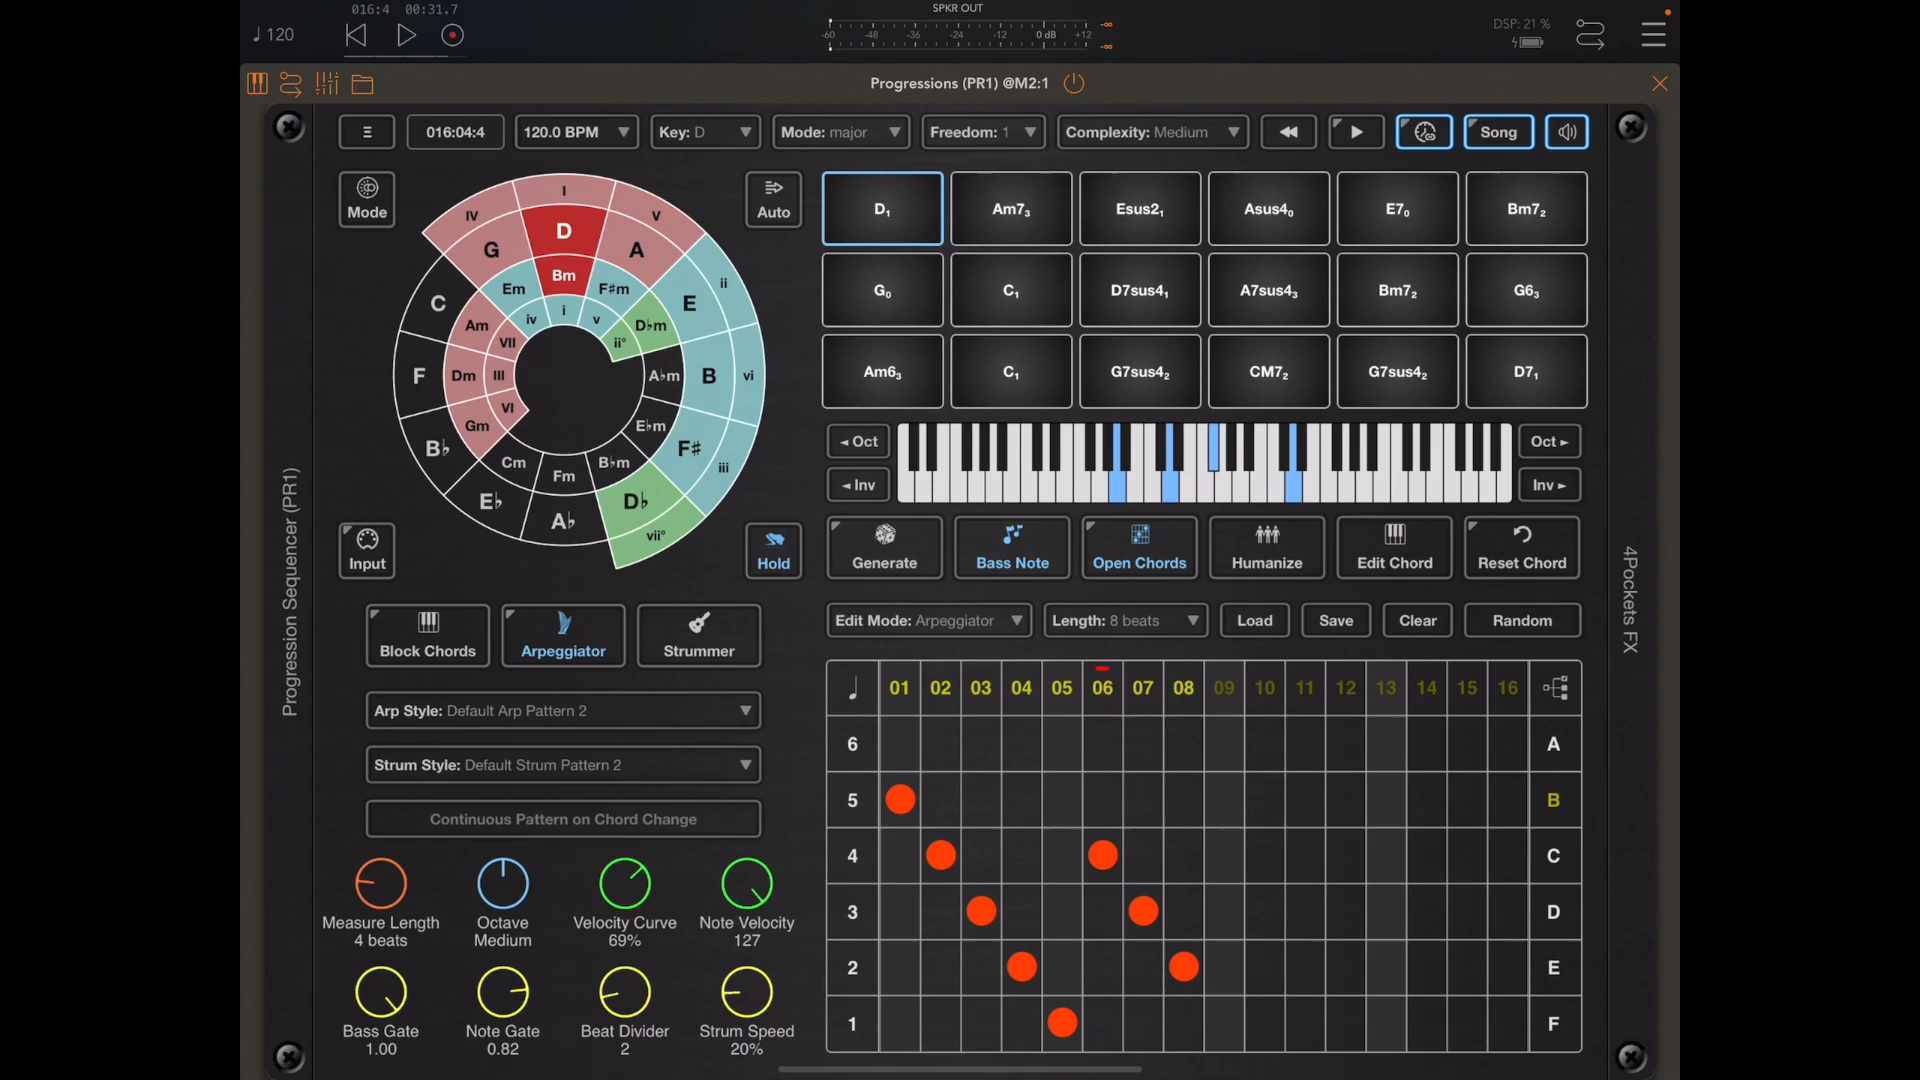 016:4 00:31.7
SPKR OUT
♩120
-60 -48 -36 -24 -12 0 dB +12
-∞
-∞
DSP: 21 %
Progressions (PR1) @M2:1
016:04:4
120.0 BPM
Key: D
Mode: major
Freedom: 1
Complexity: Medium
Song
Mode
Auto
I
IV
V
D
G
A
Bm
Em
F♯m
ii
C
E
i
iv
v
Am
D♭m
VII
ii°
F
Dm
III
A♭m
B
vi
VI
Gm
E♭m
B♭
F♯
iii
Cm
Fm
B♭m
E♭
A♭
D♭
vii°
Input
Hold
D₁
Am7₃
Esus2₁
Asus4₀
E7₀
Bm7₂
G₀
C₁
D7sus4₁
A7sus4₃
Bm7₂
G6₃
Am6₃
C₁
G7sus4₂
CM7₂
G7sus4₂
D7₁
Oct
Oct
Inv
Inv
Generate
Bass Note
Open Chords
Humanize
Edit Chord
Reset Chord
Progression Sequencer (PR1)
4Pockets FX
Block Chords
Arpeggiator
Strummer
Arp Style: Default Arp Pattern 2
Strum Style: Default Strum Pattern 2
Continuous Pattern on Chord Change
Measure Length
4 beats
Octave
Medium
Velocity Curve
69%
Note Velocity
127
Bass Gate
1.00
Note Gate
0.82
Beat Divider
2
Strum Speed
20%
Edit Mode: Arpeggiator
Length: 8 beats
Load
Save
Clear
Random
01 02 03 04 05 06 07 08 09 10 11 12 13 14 15 16
6 A
5 B
4 C
3 D
2 E
1 F